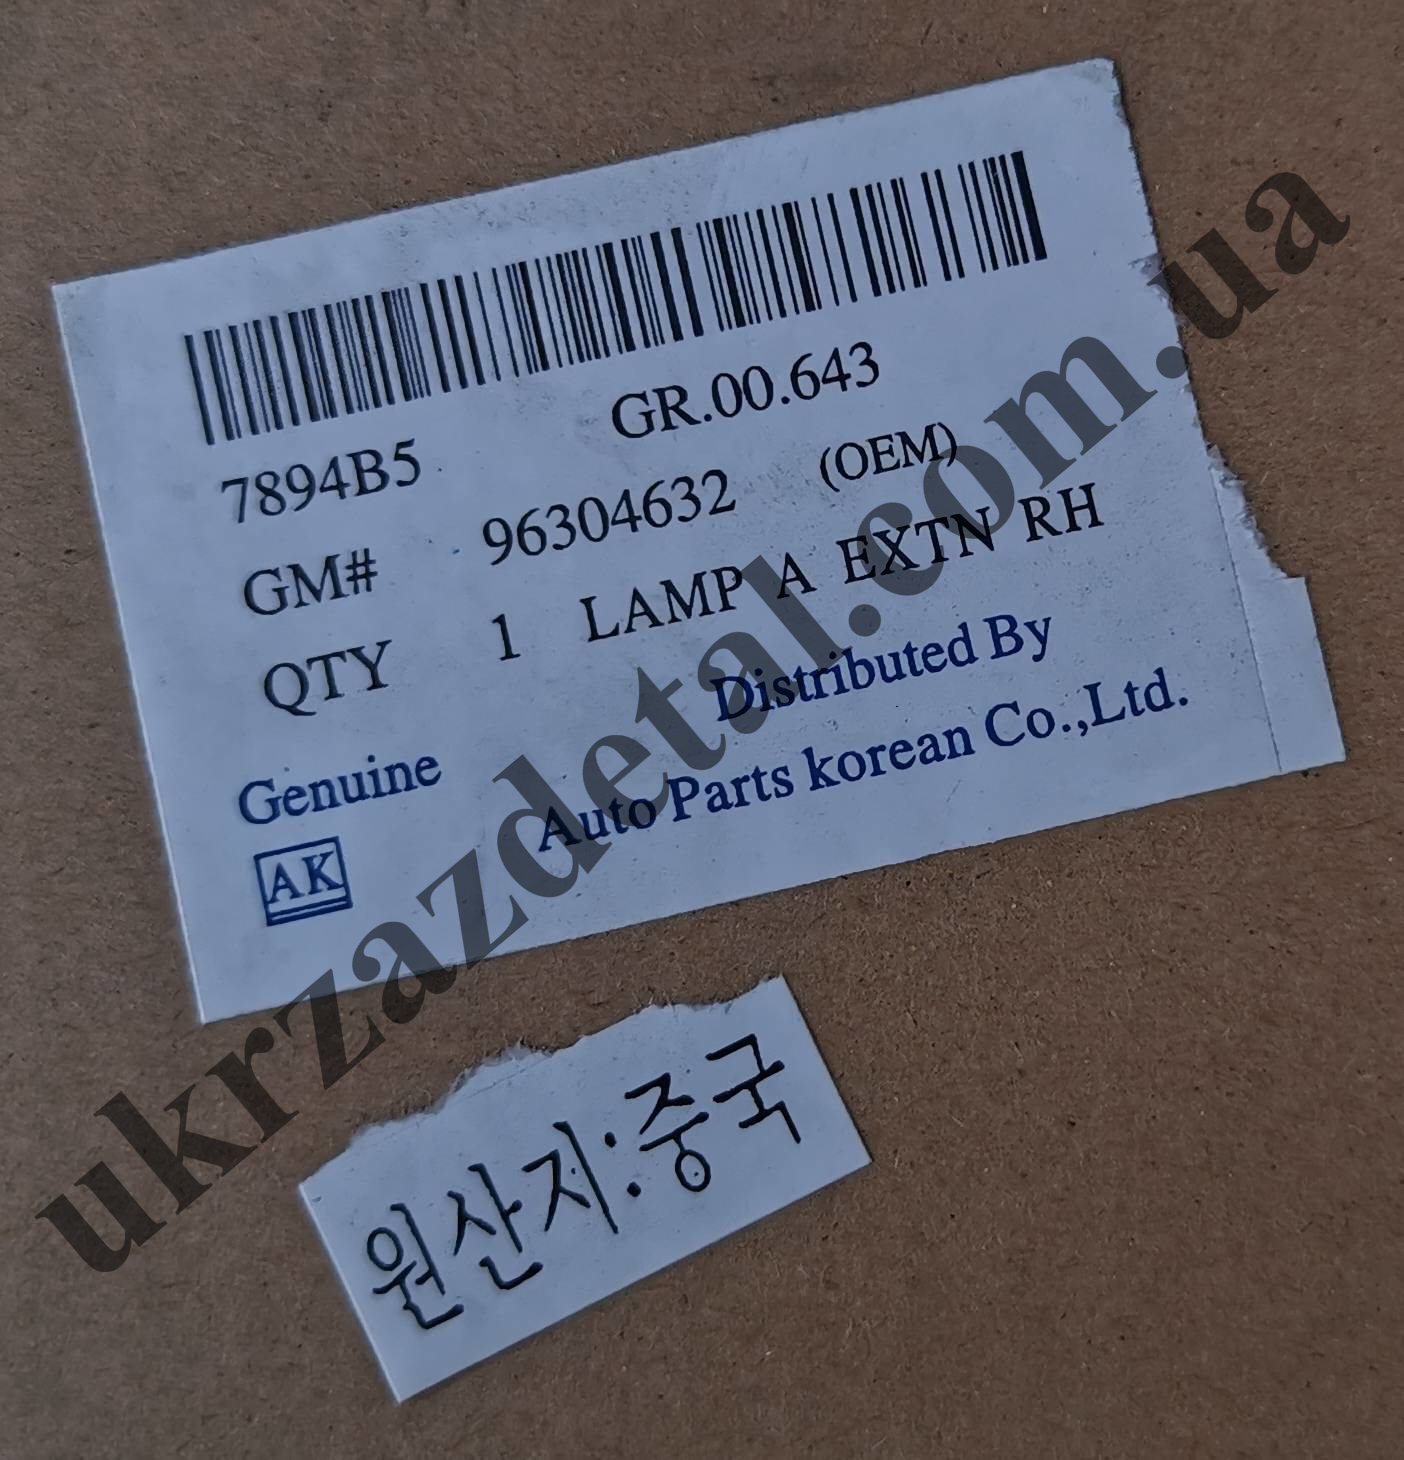 GR.00.643
7894B5
GM# 96304632 (OEM)
QTY 1 LAMP A EXTN RH
Distributed By
Genuine Auto Parts korean Co.,Ltd.
AK
원산지:중국
ukrzazdetal.com.ua